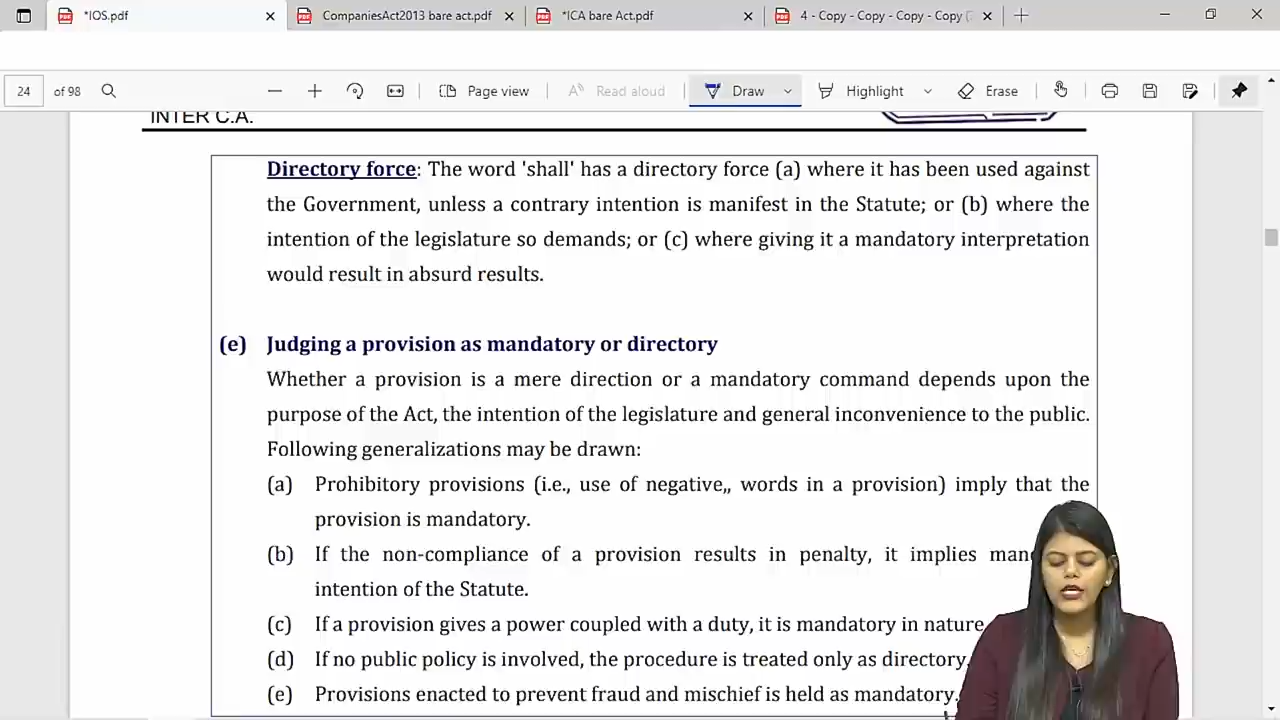 *IOS.pdf
CompaniesAct2013 bare act.pdf
*ICA bare Act.pdf
4 - Copy - Copy - Copy - Copy
24 of 98
Page view
Read aloud
Draw
Highlight
Erase
INTER C.A.
Directory force: The word 'shall' has a directory force (a) where it has been used against
the Government, unless a contrary intention is manifest in the Statute; or (b) where the
intention of the legislature so demands; or (c) where giving it a mandatory interpretation
would result in absurd results.
(e) Judging a provision as mandatory or directory
Whether a provision is a mere direction or a mandatory command depends upon the
purpose of the Act, the intention of the legislature and general inconvenience to the public.
Following generalizations may be drawn:
(a) Prohibitory provisions (i.e., use of negative,, words in a provision) imply that the
provision is mandatory.
(b) If the non-compliance of a provision results in penalty, it implies
intention of the Statute.
(c) If a provision gives a power coupled with a duty, it is mandatory in nature
(d) If no public policy is involved, the procedure is treated only as directory.
(e) Provisions enacted to prevent fraud and mischief is held as mandatory.